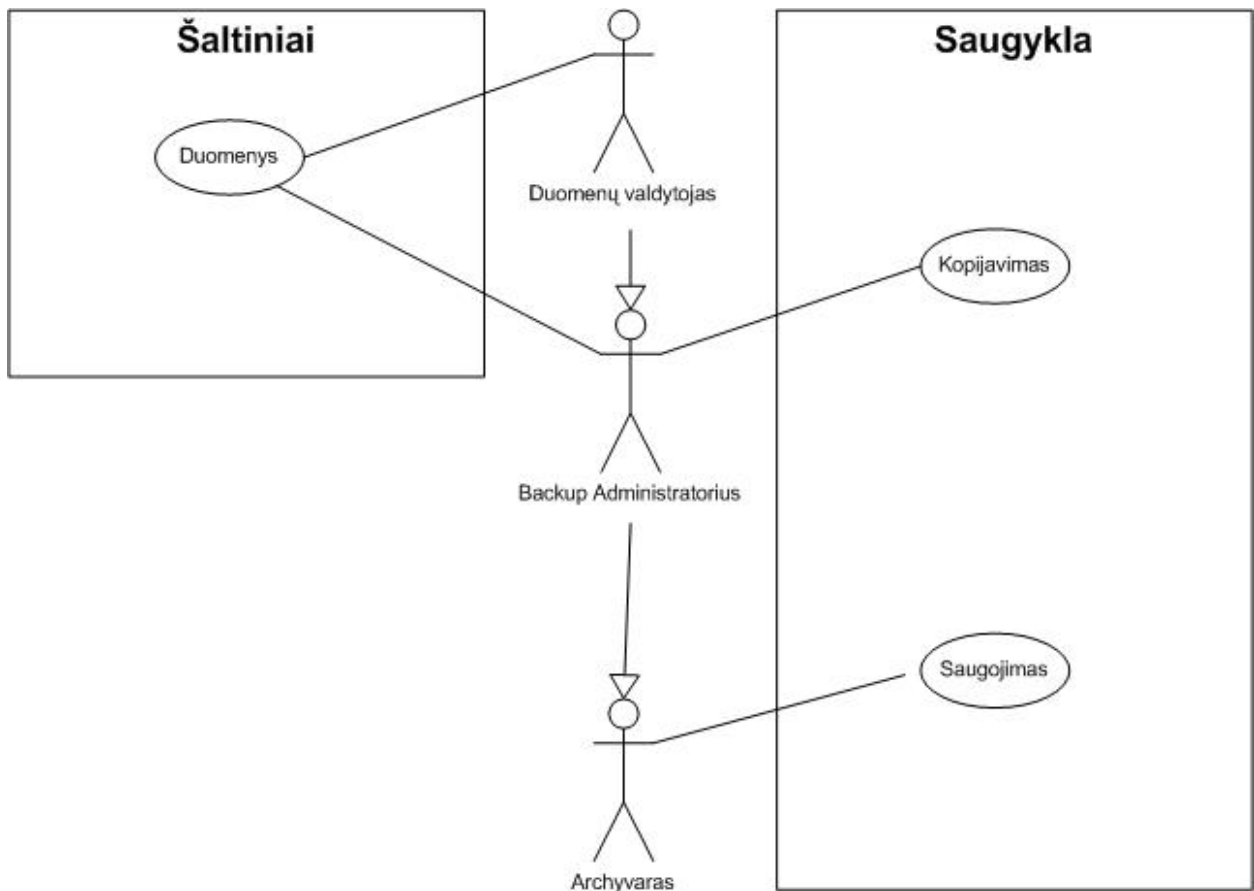 Šaltiniai
Saugykla
Duomenys
Duomenų valdytojas
Kopijavimas
Backup Administratorius
Saugojimas
Archyvaras